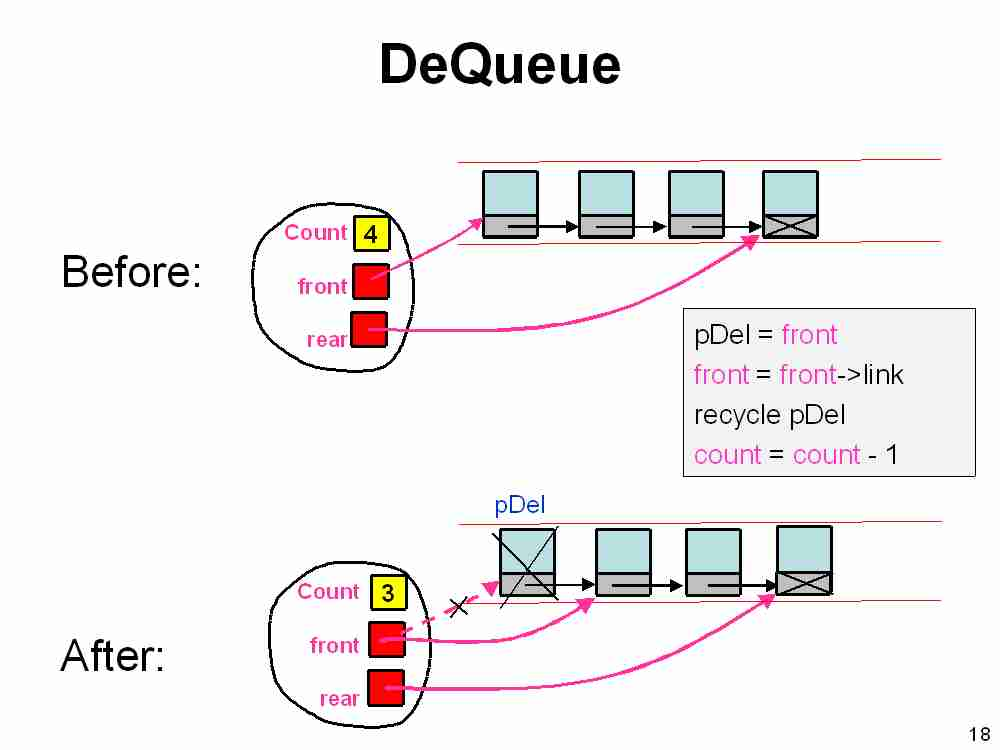 DeQueue
Before:
Count 4
front
rear
pDel = front
front = front->link
recycle pDel
count = count - 1
pDel
After:
Count 3
front
rear
18